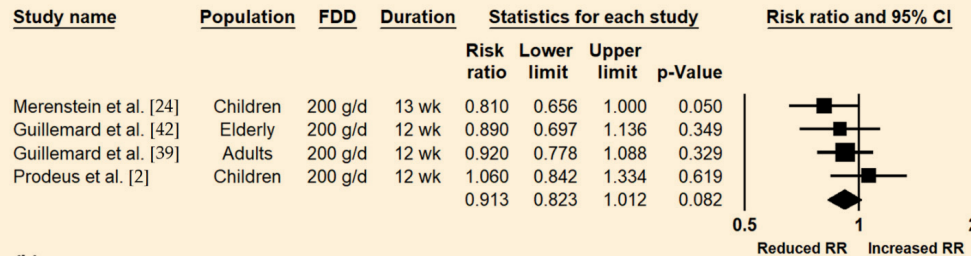 Study name Population FDD Duration Statistics for each study Risk ratio and 95% CI
Risk ratio Lower limit Upper limit p-Value
Merenstein et al. [24] Children 200 g/d 13 wk 0.810 0.656 1.000 0.050
Guillemard et al. [42] Elderly 200 g/d 12 wk 0.890 0.697 1.136 0.349
Guillemard et al. [39] Adults 200 g/d 12 wk 0.920 0.778 1.088 0.329
Prodeus et al. [2] Children 200 g/d 12 wk 1.060 0.842 1.334 0.619
0.913 0.823 1.012 0.082
0.5 1 2
Reduced RR Increased RR